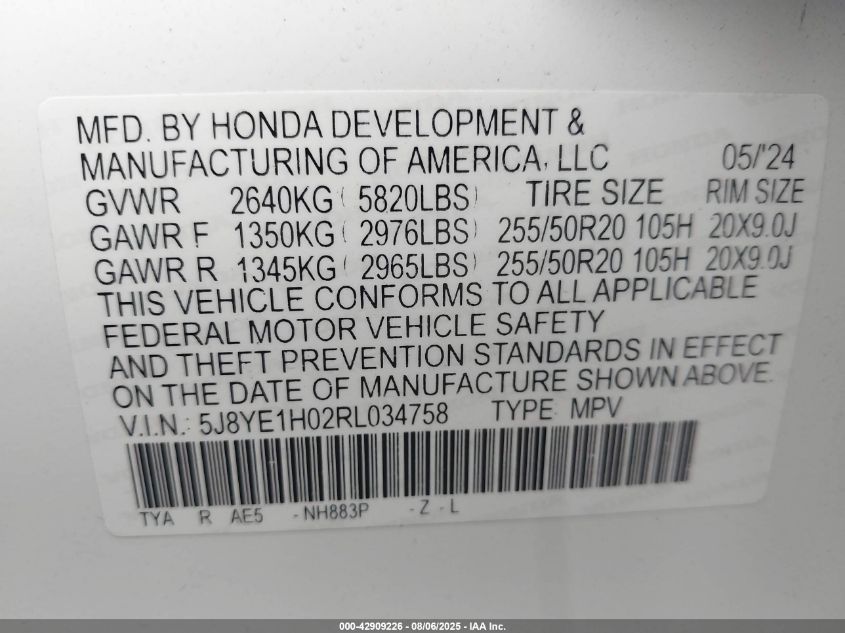 MFD. BY HONDA DEVELOPMENT &
MANUFACTURING OF AMERICA, LLC 05/'24
GVWR 2640KG ( 5820LBS) TIRE SIZE RIM SIZE
GAWR F 1350KG ( 2976LBS) 255/50R20 105H 20X9.0J
GAWR R 1345KG ( 2965LBS) 255/50R20 105H 20X9.0J
THIS VEHICLE CONFORMS TO ALL APPLICABLE
FEDERAL MOTOR VEHICLE SAFETY
AND THEFT PREVENTION STANDARDS IN EFFECT
ON THE DATE OF MANUFACTURE SHOWN ABOVE.
V.I.N.: 5J8YE1H02RL034758 TYPE: MPV
TYA R AE5 -NH883P -Z -L
000-42909226 - 08/06/2025 - IAA Inc.